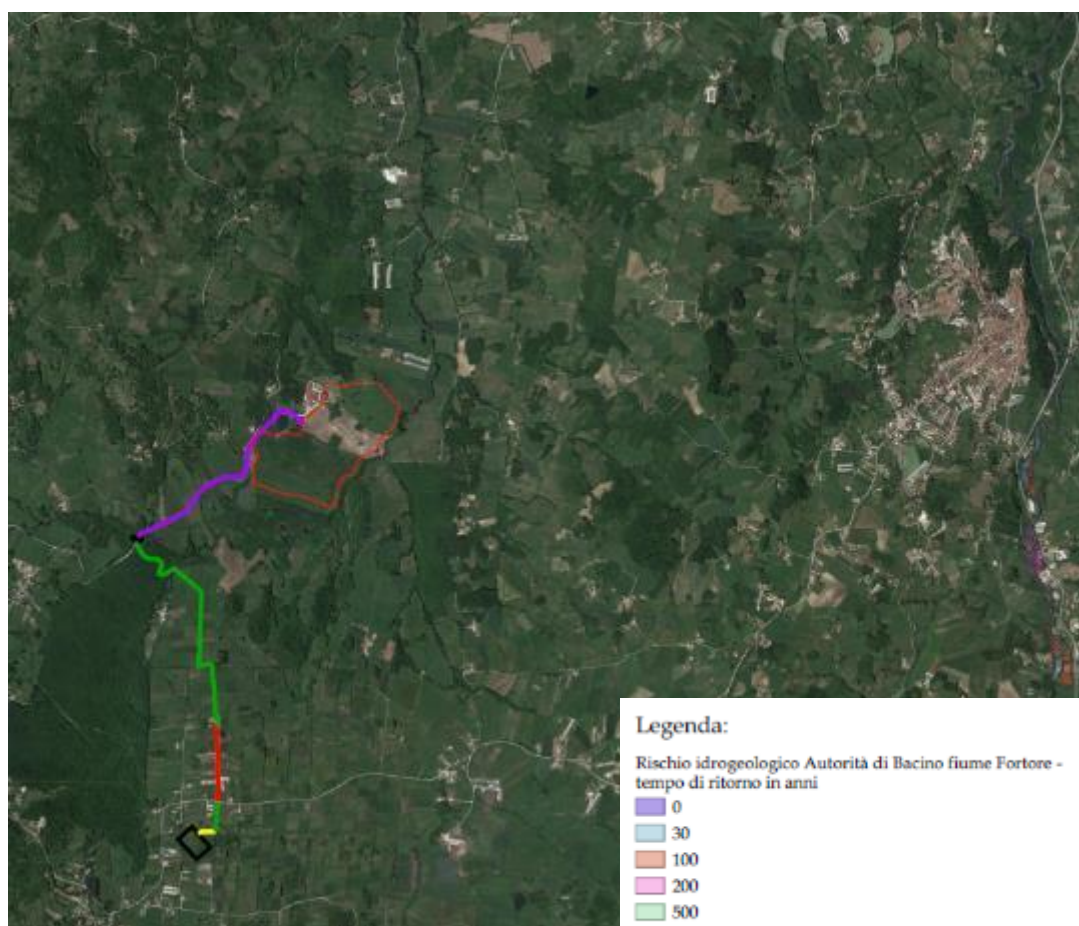 Legenda:
Rischio idrogeologico Autorità di Bacino fiume Fortore -
tempo di ritorno in anni
0
30
100
200
500